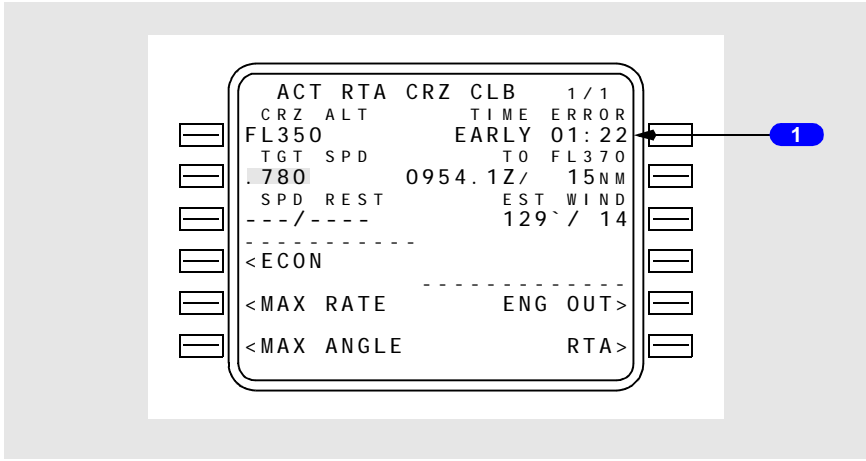 ACT RTA CRZ CLB 1/1
CRZ ALT TIME ERROR
FL350 EARLY 01:22
TGT SPD TO FL370
.780 0954.1Z/ 15NM
SPD REST EST WIND
---/---- 129`/ 14
-----------
<ECON
-------------
<MAX RATE ENG OUT>
<MAX ANGLE RTA>
1